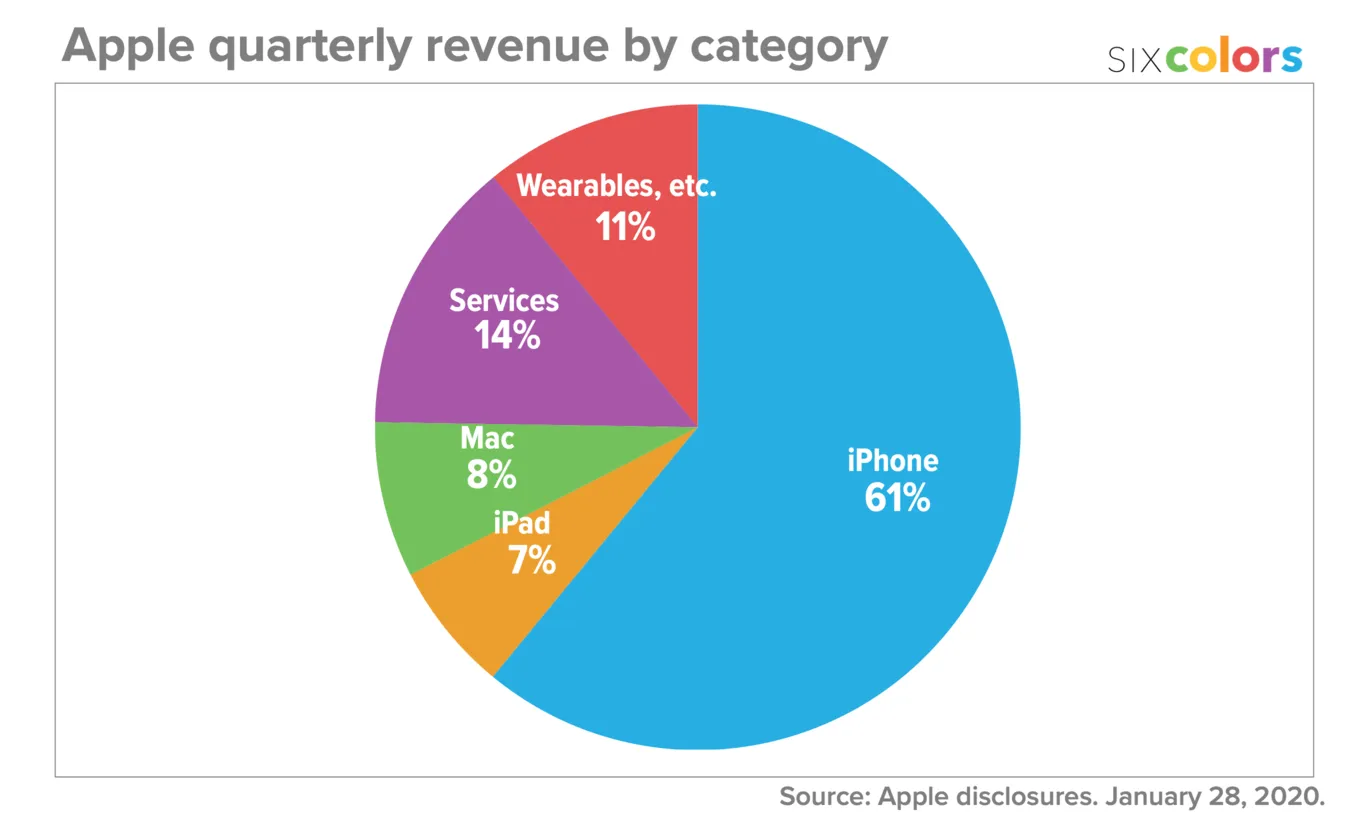 Apple quarterly revenue by category
SIXcolors
Wearables, etc.
11%
Services
14%
Mac
8%
iPad
7%
iPhone
61%
Source: Apple disclosures. January 28, 2020.